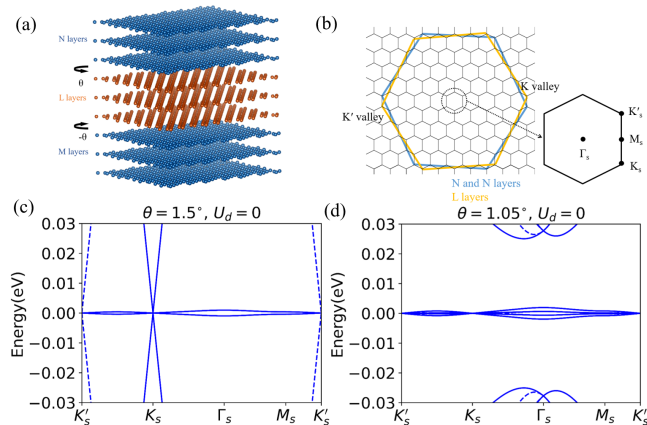 (a)
N layers
θ
L layers
-θ
M layers
(b)
K valley
K′ valley
K′s
Ms
Γs
Ks
N and N layers
L layers
(c)
θ = 1.5°, Ud = 0
Energy(eV)
0.03
0.02
0.01
0.00
−0.01
−0.02
−0.03
K′s
Ks
Γs
Ms
K′s
(d)
θ = 1.05°, Ud = 0
Energy(eV)
0.03
0.02
0.01
0.00
−0.01
−0.02
−0.03
K′s
Ks
Γs
Ms
K′s